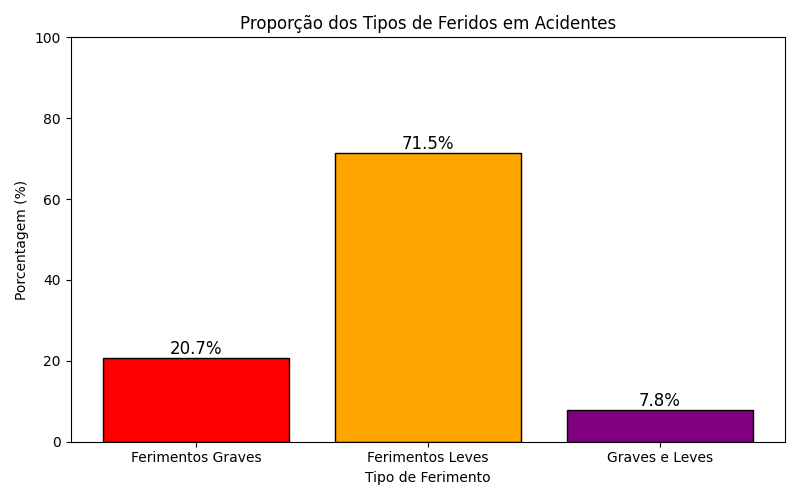 Proporção dos Tipos de Feridos em Acidentes
Porcentagem (%)
100
80
60
40
20
0
20.7%
71.5%
7.8%
Ferimentos Graves
Ferimentos Leves
Graves e Leves
Tipo de Ferimento